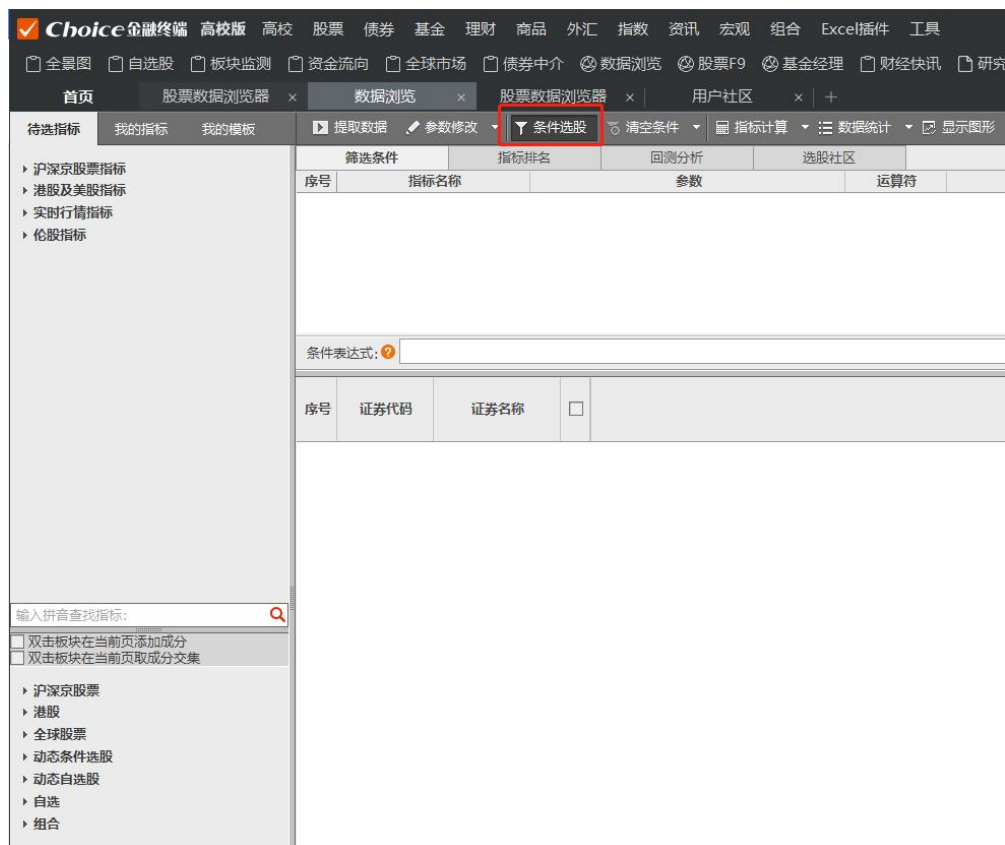 Choice金融终端 高校版 高校 股票 债券 基金 理财 商品 外汇 指数 资讯 宏观 组合 Excel插件 工具
全景图 自选股 板块监测 资金流向 全球市场 债券中介 数据浏览 股票F9 基金经理 财经快讯 研究
首页 股票数据浏览器 × 数据浏览 × 股票数据浏览器 × 用户社区 × +
待选指标 我的指标 我的模板 提取数据 参数修改 条件选股 清空条件 指标计算 数据统计 显示图形
筛选条件 指标排名 回测分析 选股社区
序号 指标名称 参数 运算符
沪深京股票指标
港股及美股指标
实时行情指标
伦股指标
条件表达式:?
序号 证券代码 证券名称
输入拼音查找指标:
双击板块在当前页添加成分
双击板块在当前页取成分交集
沪深京股票
港股
全球股票
动态条件选股
动态自选股
自选
组合